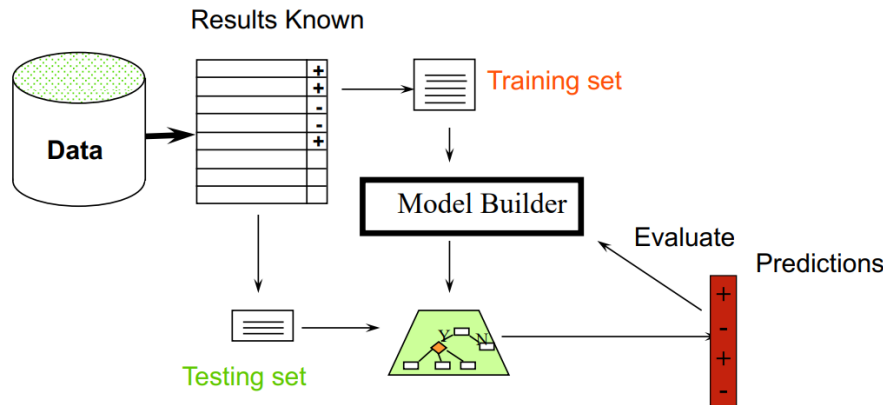 Results Known
+
+
-
-
+
Training set
Data
Model Builder
Evaluate
Predictions
Y
N
+
-
+
-
Testing set